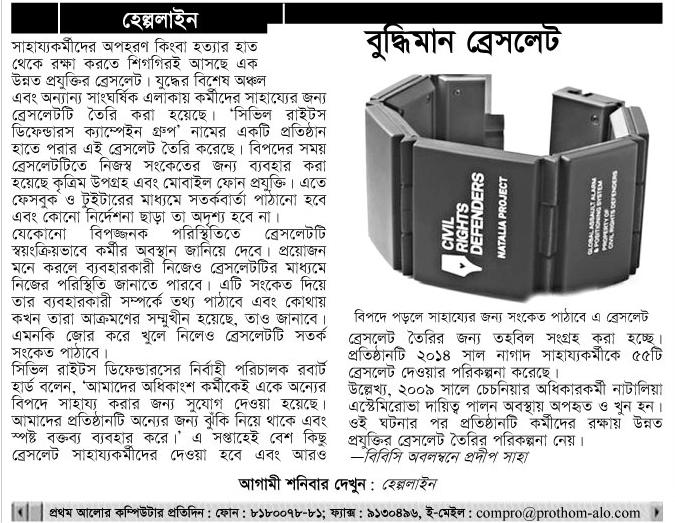 হেল্পলাইন
বুদ্ধিমান ব্রেসলেট
সাহায্যকর্মীদের অপহরণ কিংবা হত্যার হাত
থেকে রক্ষা করতে শিগগিরই আসছে এক
উন্নত প্রযুক্তির ব্রেসলেট। যুদ্ধের বিশেষ অঞ্চল
এবং অন্যান্য সাংঘর্ষিক এলাকায় কর্মীদের সাহায্যের জন্য
ব্রেসলেটটি তৈরি করা হয়েছে। ‘সিভিল রাইটস
ডিফেন্ডারস ক্যাম্পেইন গ্রুপ’ নামের একটি প্রতিষ্ঠান
হাতে পরার এই ব্রেসলেট তৈরি করেছে। বিপদের সময়
ব্রেসলেটটিতে নিজস্ব সংকেতের জন্য ব্যবহার করা
হয়েছে কৃত্রিম উপগ্রহ এবং মোবাইল ফোন প্রযুক্তি। এতে
ফেসবুক ও টুইটারের মাধ্যমে সতর্কবার্তা পাঠানো হবে
এবং কোনো নির্দেশনা ছাড়া তা অদৃশ্য হবে না।
যেকোনো বিপজ্জনক পরিস্থিতিতে ব্রেসলেটটি
স্বয়ংক্রিয়ভাবে কর্মীর অবস্থান জানিয়ে দেবে। প্রয়োজন
মনে করলে ব্যবহারকারী নিজেও ব্রেসলেটটির মাধ্যমে
নিজের পরিস্থিতি জানাতে পারবে। এটি সংকেত দিয়ে
তার ব্যবহারকারী সম্পর্কে তথ্য পাঠাবে এবং কোথায়
কখন তারা আক্রমণের সম্মুখীন হয়েছে, তাও জানাবে।
এমনকি জোর করে খুলে নিলেও ব্রেসলেটটি সতর্ক
সংকেত পাঠাবে।
সিভিল রাইটস ডিফেন্ডারসের নির্বাহী পরিচালক রবার্ট
হার্ড বলেন, ‘আমাদের অধিকাংশ কর্মীকেই একে অন্যের
বিপদে সাহায্য করার জন্য সুযোগ দেওয়া হয়েছে।
আমাদের প্রতিষ্ঠানটি অন্যের জন্য ঝুঁকি নিয়ে থাকে এবং
স্পষ্ট বক্তব্য ব্যবহার করে।’ এ সপ্তাহেই বেশ কিছু
ব্রেসলেট সাহায্যকর্মীদের দেওয়া হবে এবং আরও
CIVIL
RIGHTS
DEFENDERS
NATALIA PROJECT
GLOBAL ASSAULT ALARM
& POSITIONING SYSTEM
PROPERTY OF
CIVIL RIGHTS DEFENDERS
বিপদে পড়লে সাহায্যের জন্য সংকেত পাঠাবে এ ব্রেসলেট
ব্রেসলেট তৈরির জন্য তহবিল সংগ্রহ করা হচ্ছে।
প্রতিষ্ঠানটি ২০১৪ সাল নাগাদ সাহায্যকর্মীকে ৫৫টি
ব্রেসলেট দেওয়ার পরিকল্পনা করেছে।
উল্লেখ্য, ২০০৯ সালে চেচনিয়ার অধিকারকর্মী নাটালিয়া
এস্টেমিরোভা দায়িত্ব পালন অবস্থায় অপহৃত ও খুন হন।
ওই ঘটনার পর প্রতিষ্ঠানটি কর্মীদের রক্ষায় উন্নত
প্রযুক্তির ব্রেসলেট তৈরির পরিকল্পনা নেয়।
—বিবিসি অবলম্বনে প্রদীপ সাহা
আগামী শনিবার দেখুন : হেল্পলাইন
প্রথম আলোর কম্পিউটার প্রতিদিন : ফোন : ৮১৮০০৭৮-৮১; ফ্যাক্স : ৯১৩০৪৯৬, ই-মেইল : compro@prothom-alo.com